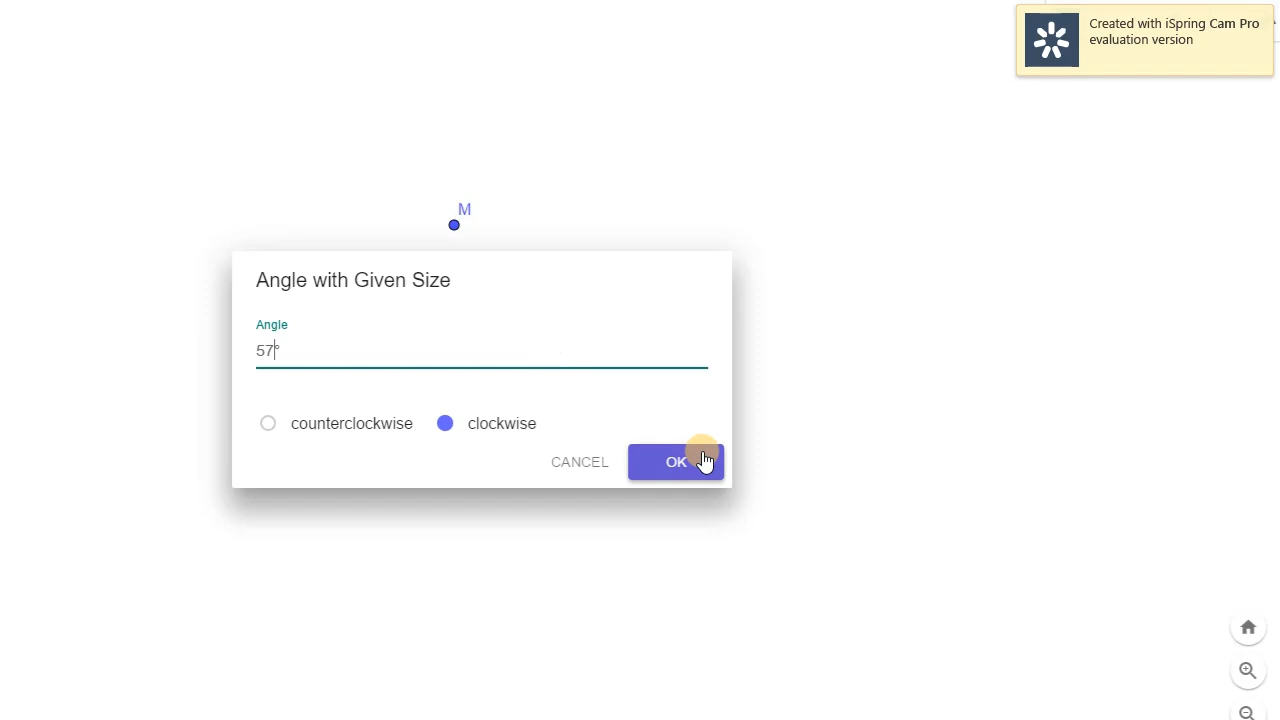 Created with iSpring Cam Pro
evaluation version
M
Angle with Given Size
Angle
57°
counterclockwise
clockwise
CANCEL
OK